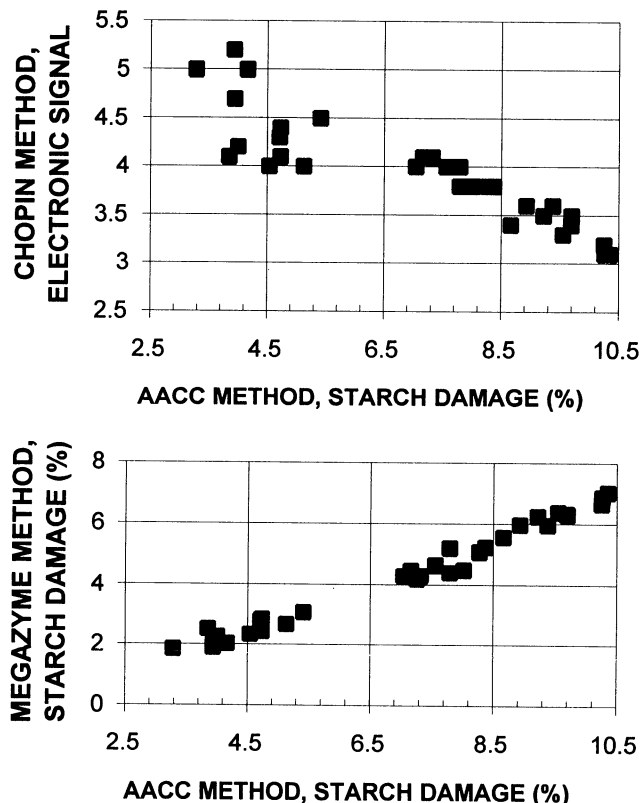 CHOPIN METHOD,
ELECTRONIC SIGNAL
5.5
5
4.5
4
3.5
3
2.5
2.5 4.5 6.5 8.5 10.5
AACC METHOD, STARCH DAMAGE (%)
MEGAZYME METHOD,
STARCH DAMAGE (%)
8
6
4
2
0
2.5 4.5 6.5 8.5 10.5
AACC METHOD, STARCH DAMAGE (%)